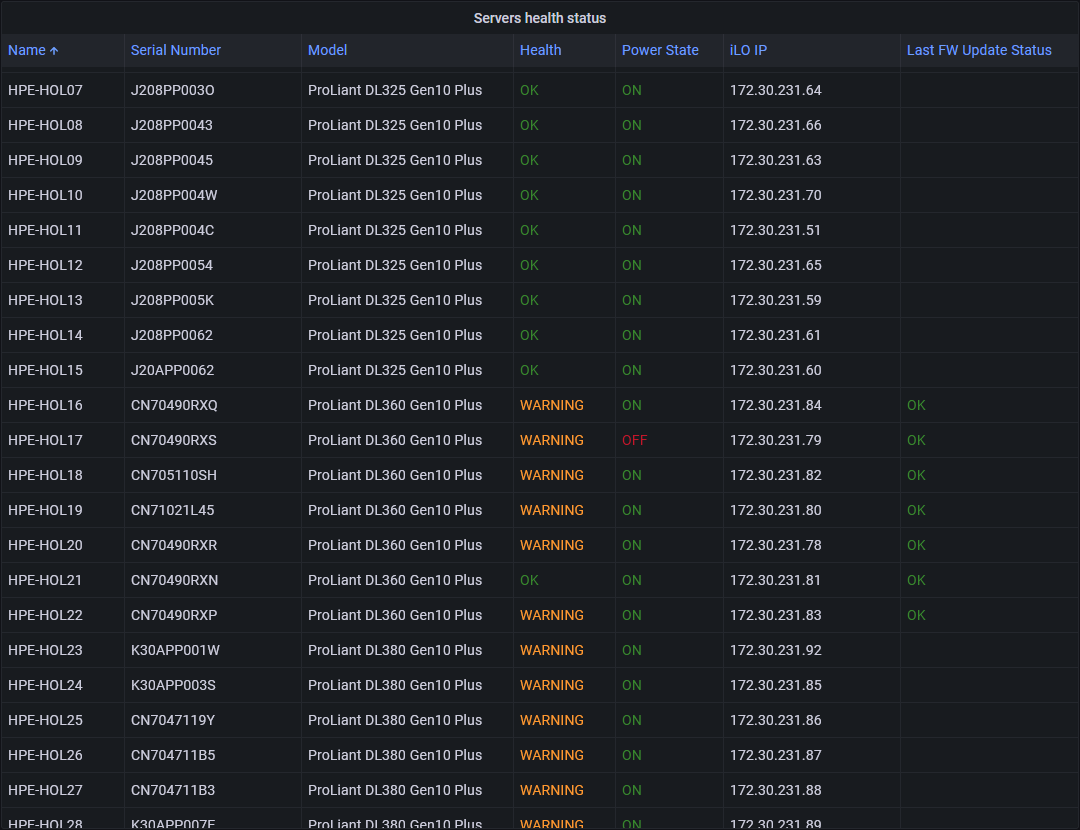 Servers health status
Name Serial Number Model Health Power State iLO IP Last FW Update Status
HPE-HOL07 J208PP003O ProLiant DL325 Gen10 Plus OK ON 172.30.231.64
HPE-HOL08 J208PP0043 ProLiant DL325 Gen10 Plus OK ON 172.30.231.66
HPE-HOL09 J208PP0045 ProLiant DL325 Gen10 Plus OK ON 172.30.231.63
HPE-HOL10 J208PP004W ProLiant DL325 Gen10 Plus OK ON 172.30.231.70
HPE-HOL11 J208PP004C ProLiant DL325 Gen10 Plus OK ON 172.30.231.51
HPE-HOL12 J208PP0054 ProLiant DL325 Gen10 Plus OK ON 172.30.231.65
HPE-HOL13 J208PP005K ProLiant DL325 Gen10 Plus OK ON 172.30.231.59
HPE-HOL14 J208PP0062 ProLiant DL325 Gen10 Plus OK ON 172.30.231.61
HPE-HOL15 J20APP0062 ProLiant DL325 Gen10 Plus OK ON 172.30.231.60
HPE-HOL16 CN70490RXQ ProLiant DL360 Gen10 Plus WARNING ON 172.30.231.84 OK
HPE-HOL17 CN70490RXS ProLiant DL360 Gen10 Plus WARNING OFF 172.30.231.79 OK
HPE-HOL18 CN705110SH ProLiant DL360 Gen10 Plus WARNING ON 172.30.231.82 OK
HPE-HOL19 CN71021L45 ProLiant DL360 Gen10 Plus WARNING ON 172.30.231.80 OK
HPE-HOL20 CN70490RXR ProLiant DL360 Gen10 Plus WARNING ON 172.30.231.78 OK
HPE-HOL21 CN70490RXN ProLiant DL360 Gen10 Plus OK ON 172.30.231.81 OK
HPE-HOL22 CN70490RXP ProLiant DL360 Gen10 Plus WARNING ON 172.30.231.83 OK
HPE-HOL23 K30APP001W ProLiant DL380 Gen10 Plus WARNING ON 172.30.231.92
HPE-HOL24 K30APP003S ProLiant DL380 Gen10 Plus WARNING ON 172.30.231.85
HPE-HOL25 CN7047119Y ProLiant DL380 Gen10 Plus WARNING ON 172.30.231.86
HPE-HOL26 CN704711B5 ProLiant DL380 Gen10 Plus WARNING ON 172.30.231.87
HPE-HOL27 CN704711B3 ProLiant DL380 Gen10 Plus WARNING ON 172.30.231.88
HPE-HOL28 ProLiant DL380 Gen10 Plus WARNING ON 172.30.231.89